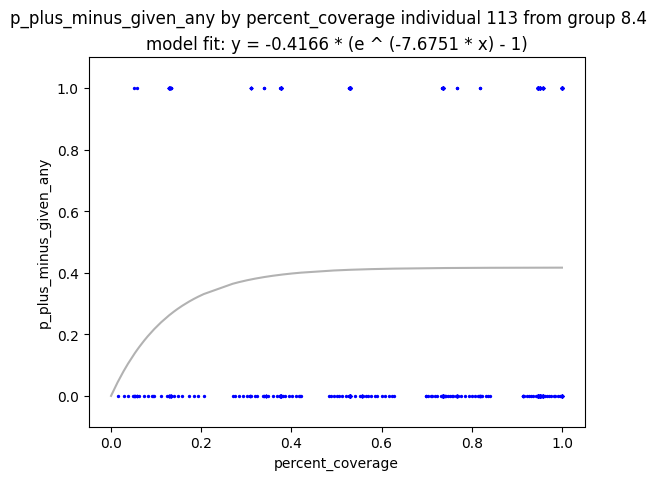 p_plus_minus_given_any by percent_coverage individual 113 from group 8.4
model fit: y = -0.4166 * (e ^ (-7.6751 * x) - 1)
1.0
0.8
0.6
0.4
0.2
0.0
p_plus_minus_given_any
0.0 0.2 0.4 0.6 0.8 1.0
percent_coverage